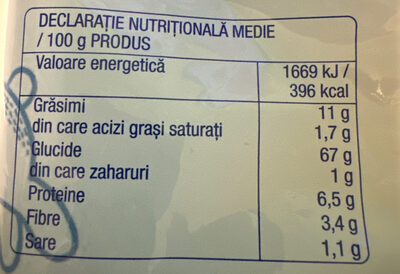 DECLARAȚIE NUTRIȚIONALĂ MEDIE
/ 100 g PRODUS
Valoare energetică 1669 kJ /
396 kcal
Grăsimi 11 g
din care acizi grași saturați 1,7 g
Glucide 67 g
din care zaharuri 1 g
Proteine 6,5 g
Fibre 3,4 g
Sare 1,1 g